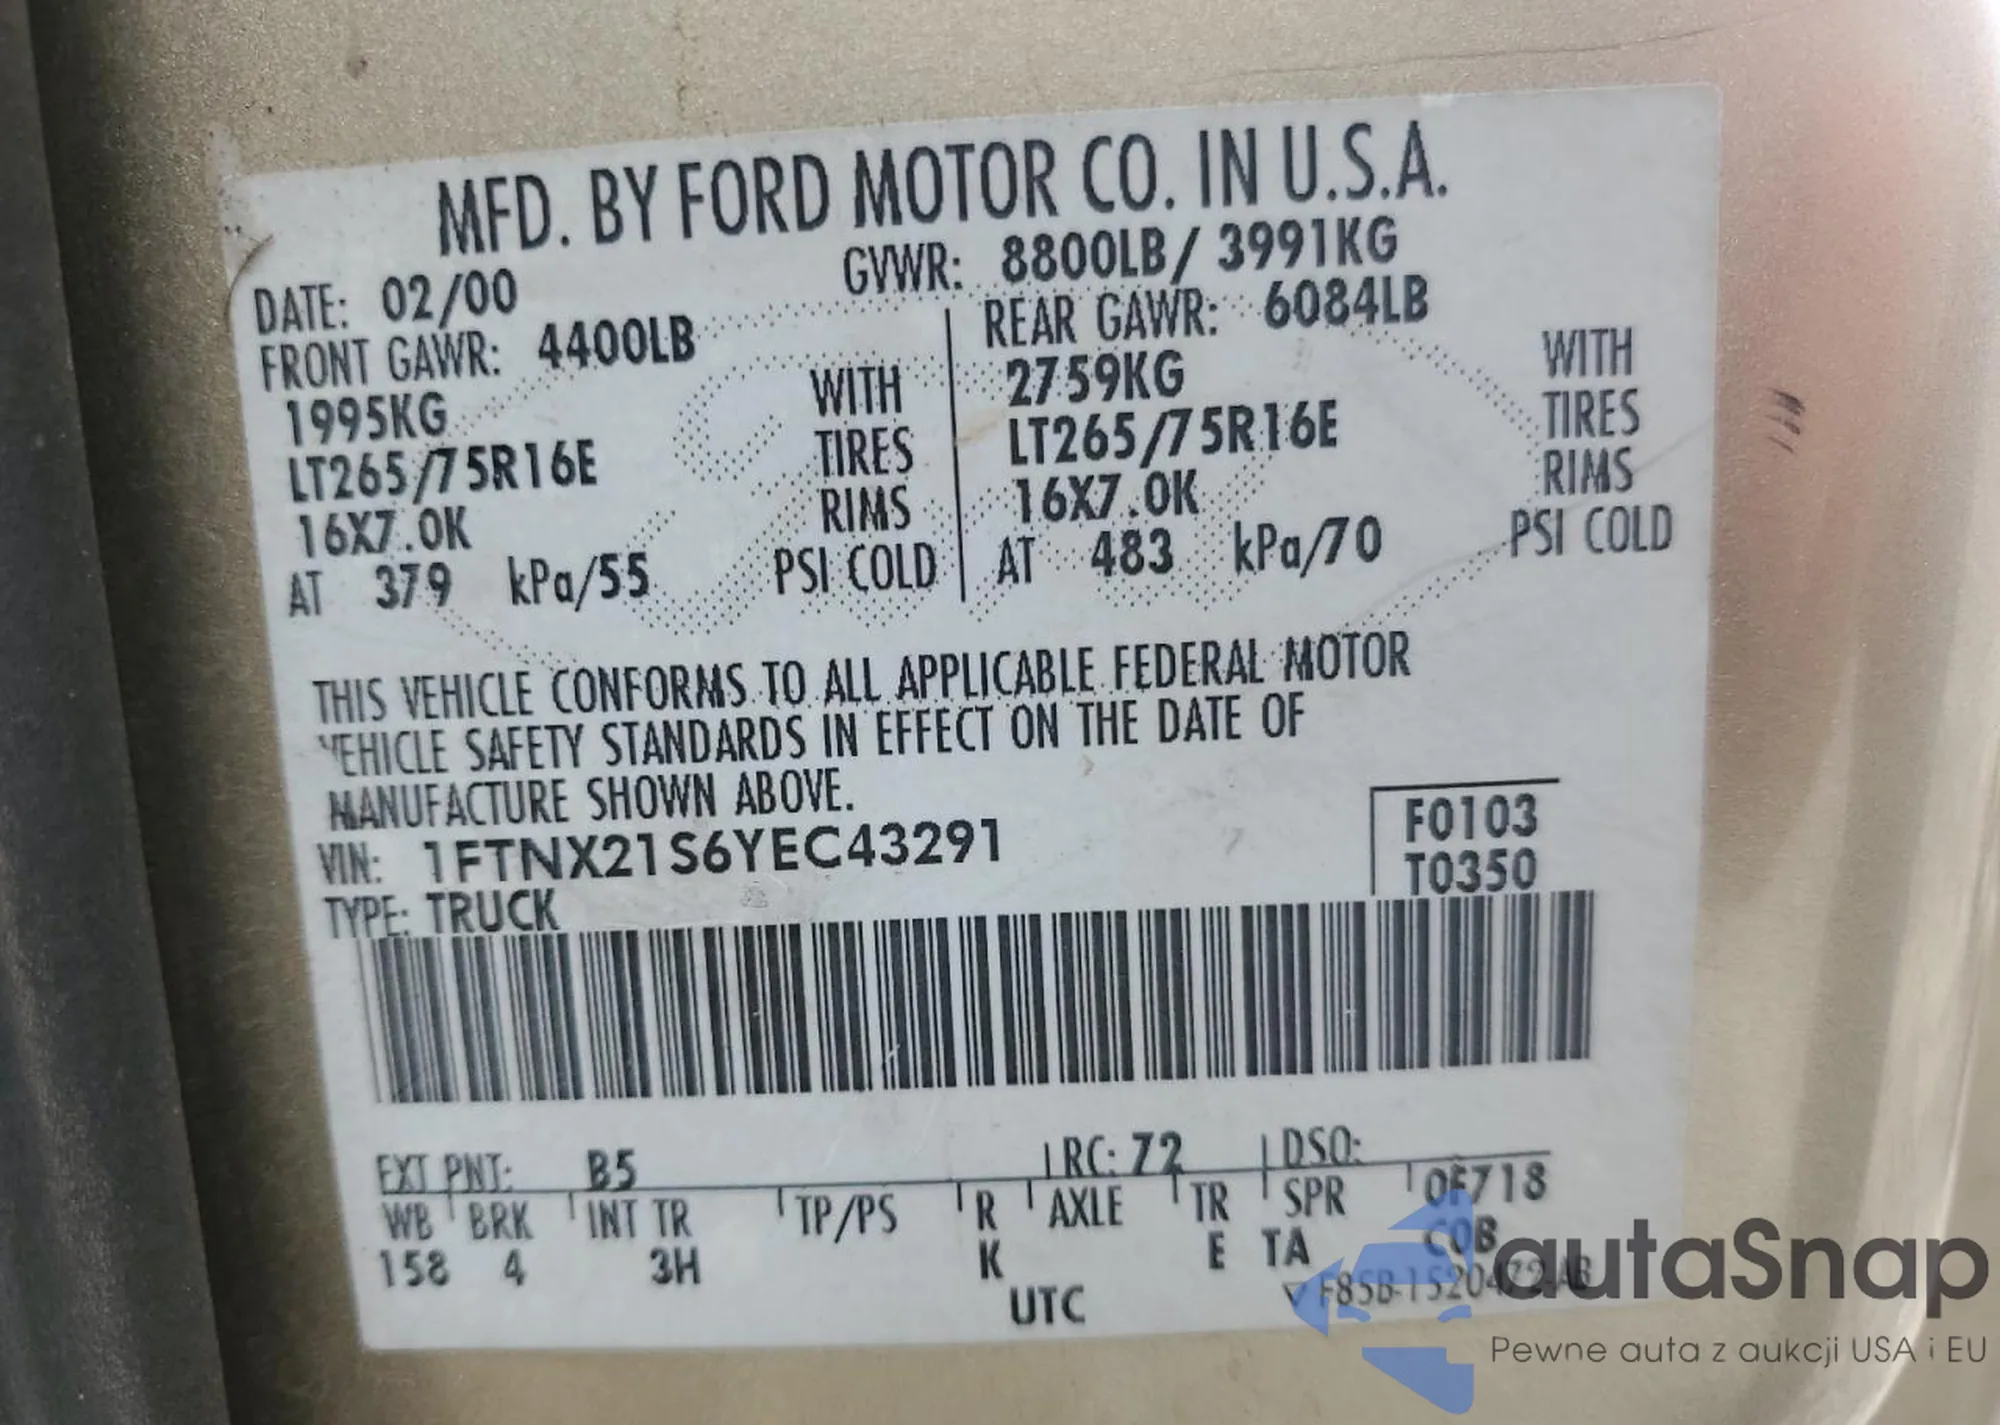 MFD. BY FORD MOTOR CO. IN U.S.A.
DATE: 02/00 GVWR: 8800LB/ 3991KG
FRONT GAWR: 4400LB REAR GAWR: 6084LB
1995KG WITH 2759KG WITH
LT265/75R16E TIRES LT265/75R16E TIRES
16X7.0K RIMS 16X7.0K RIMS
AT 379 kPa/55 PSI COLD AT 483 kPa/70 PSI COLD
THIS VEHICLE CONFORMS TO ALL APPLICABLE FEDERAL MOTOR
VEHICLE SAFETY STANDARDS IN EFFECT ON THE DATE OF
MANUFACTURE SHOWN ABOVE.
F0103
VIN: 1FTNX21S6YEC43291
T0350
TYPE: TRUCK
EXT PNT: B5 RC: 72 DSO:
WB BRK INT TR TP/PS R AXLE TR SPR 0F718
158 4 3H K E TA C0B
UTC F85B-1520472-AB
autaSnap
Pewne auta z aukcji USA i EU